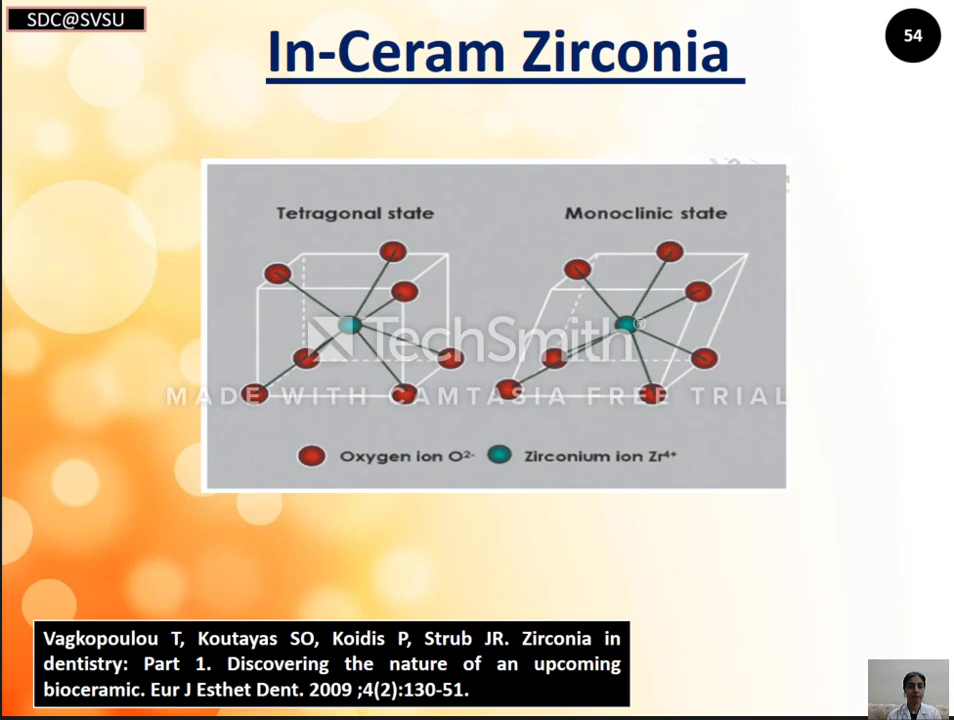 SDC@SVSU
54
In-Ceram Zirconia
Tetragonal state
Monoclinic state
TechSmith®
MADE WITH CAMTASIA FREE TRIAL
Oxygen ion O²⁻
Zirconium ion Zr⁴⁺
Vagkopoulou T, Koutayas SO, Koidis P, Strub JR. Zirconia in
dentistry: Part 1. Discovering the nature of an upcoming
bioceramic. Eur J Esthet Dent. 2009 ;4(2):130-51.